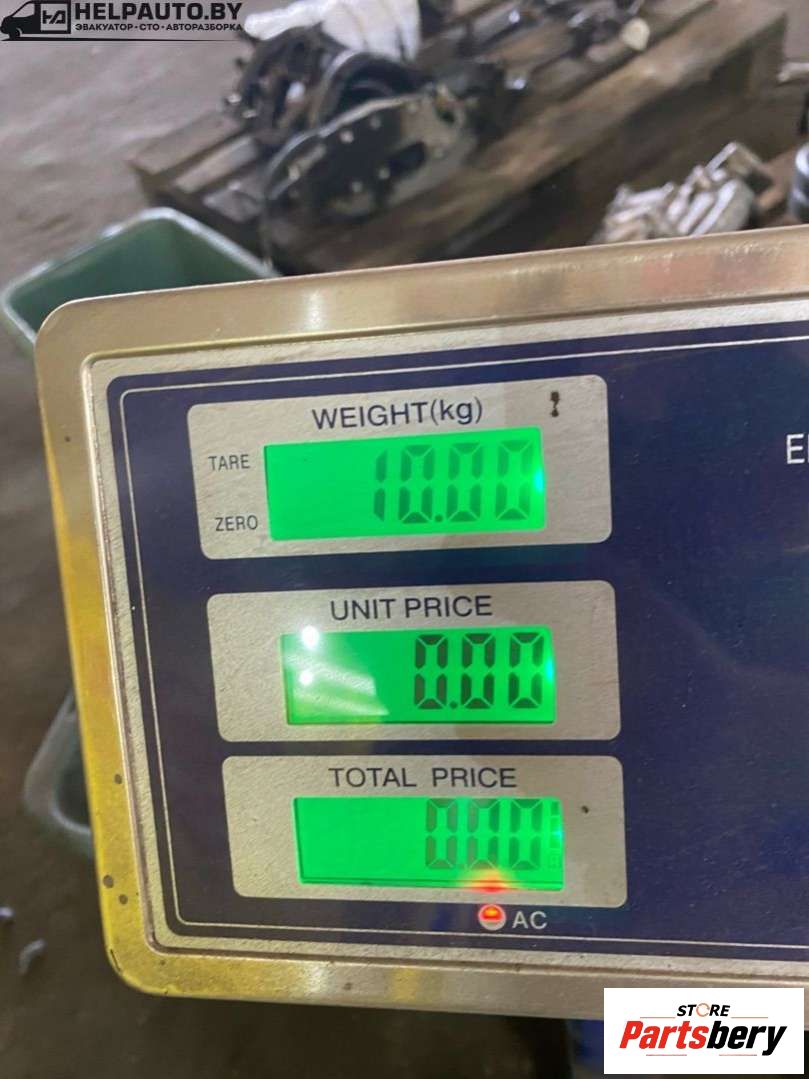 HELPAUTO.BY
ЭВАКУАТОР·СТО·АВТОРАЗБОРКА
WEIGHT(kg)
TARE
10.00
ZERO
UNIT PRICE
0.00
TOTAL PRICE
0.00
AC
STORE
Partsbery